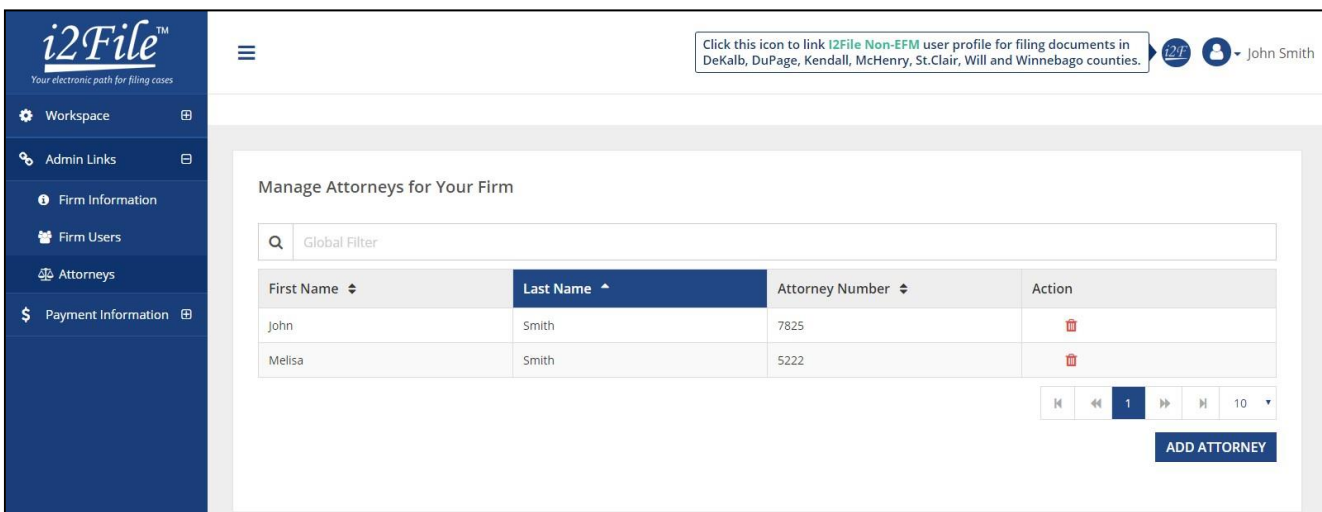 i2File™
Your electronic path for filing cases
Click this icon to link I2File Non-EFM user profile for filing documents in
DeKalb, DuPage, Kendall, McHenry, St.Clair, Will and Winnebago counties.
i2F
John Smith
Workspace
Admin Links
Firm Information
Firm Users
Attorneys
$ Payment Information
Manage Attorneys for Your Firm
Global Filter
First Name Last Name Attorney Number Action
John Smith 7825
Melisa Smith 5222
1 10
ADD ATTORNEY